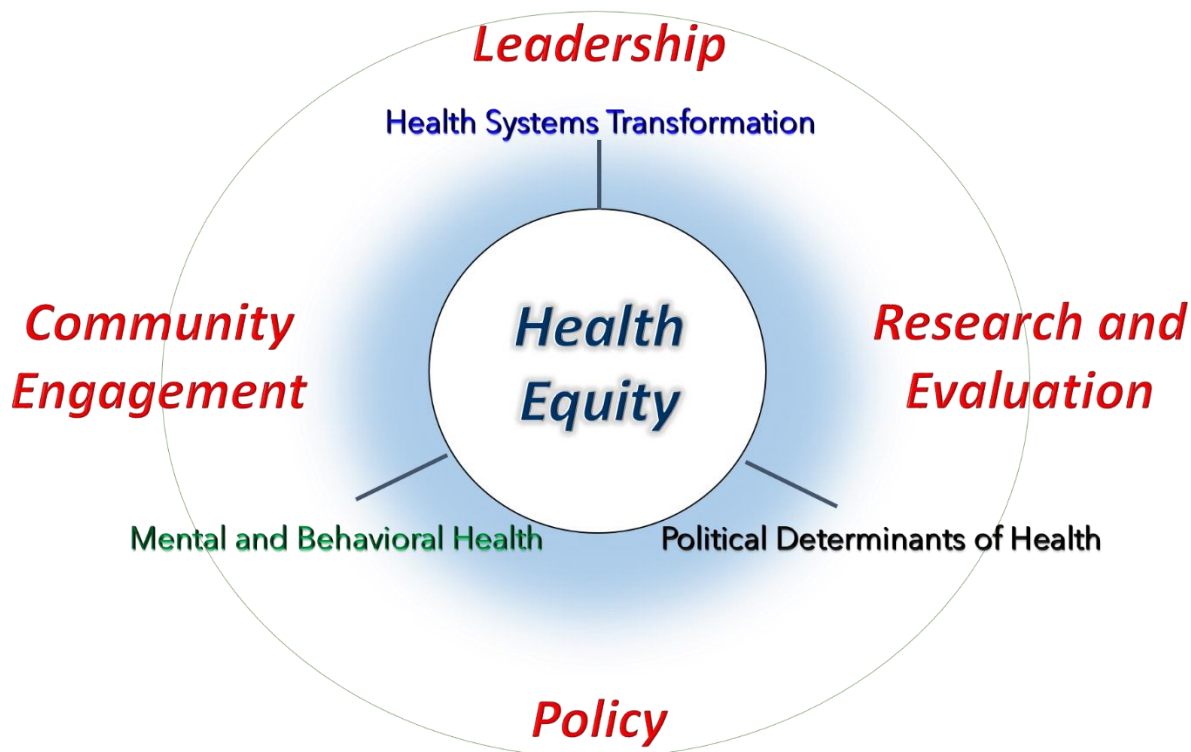 Leadership
Health Systems Transformation
Community
Engagement
Health
Equity
Research and
Evaluation
Mental and Behavioral Health
Political Determinants of Health
Policy